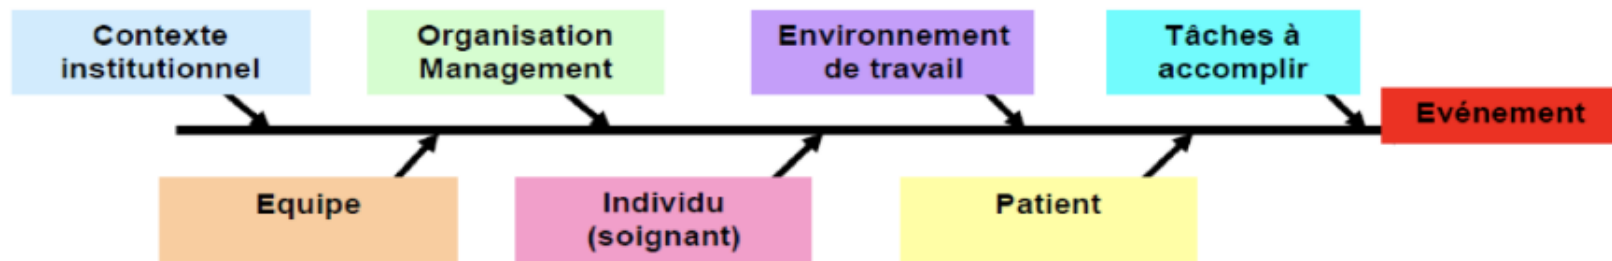 Contexte
institutionnel
Organisation
Management
Environnement
de travail
Tâches à
accomplir
Evénement
Equipe
Individu
(soignant)
Patient